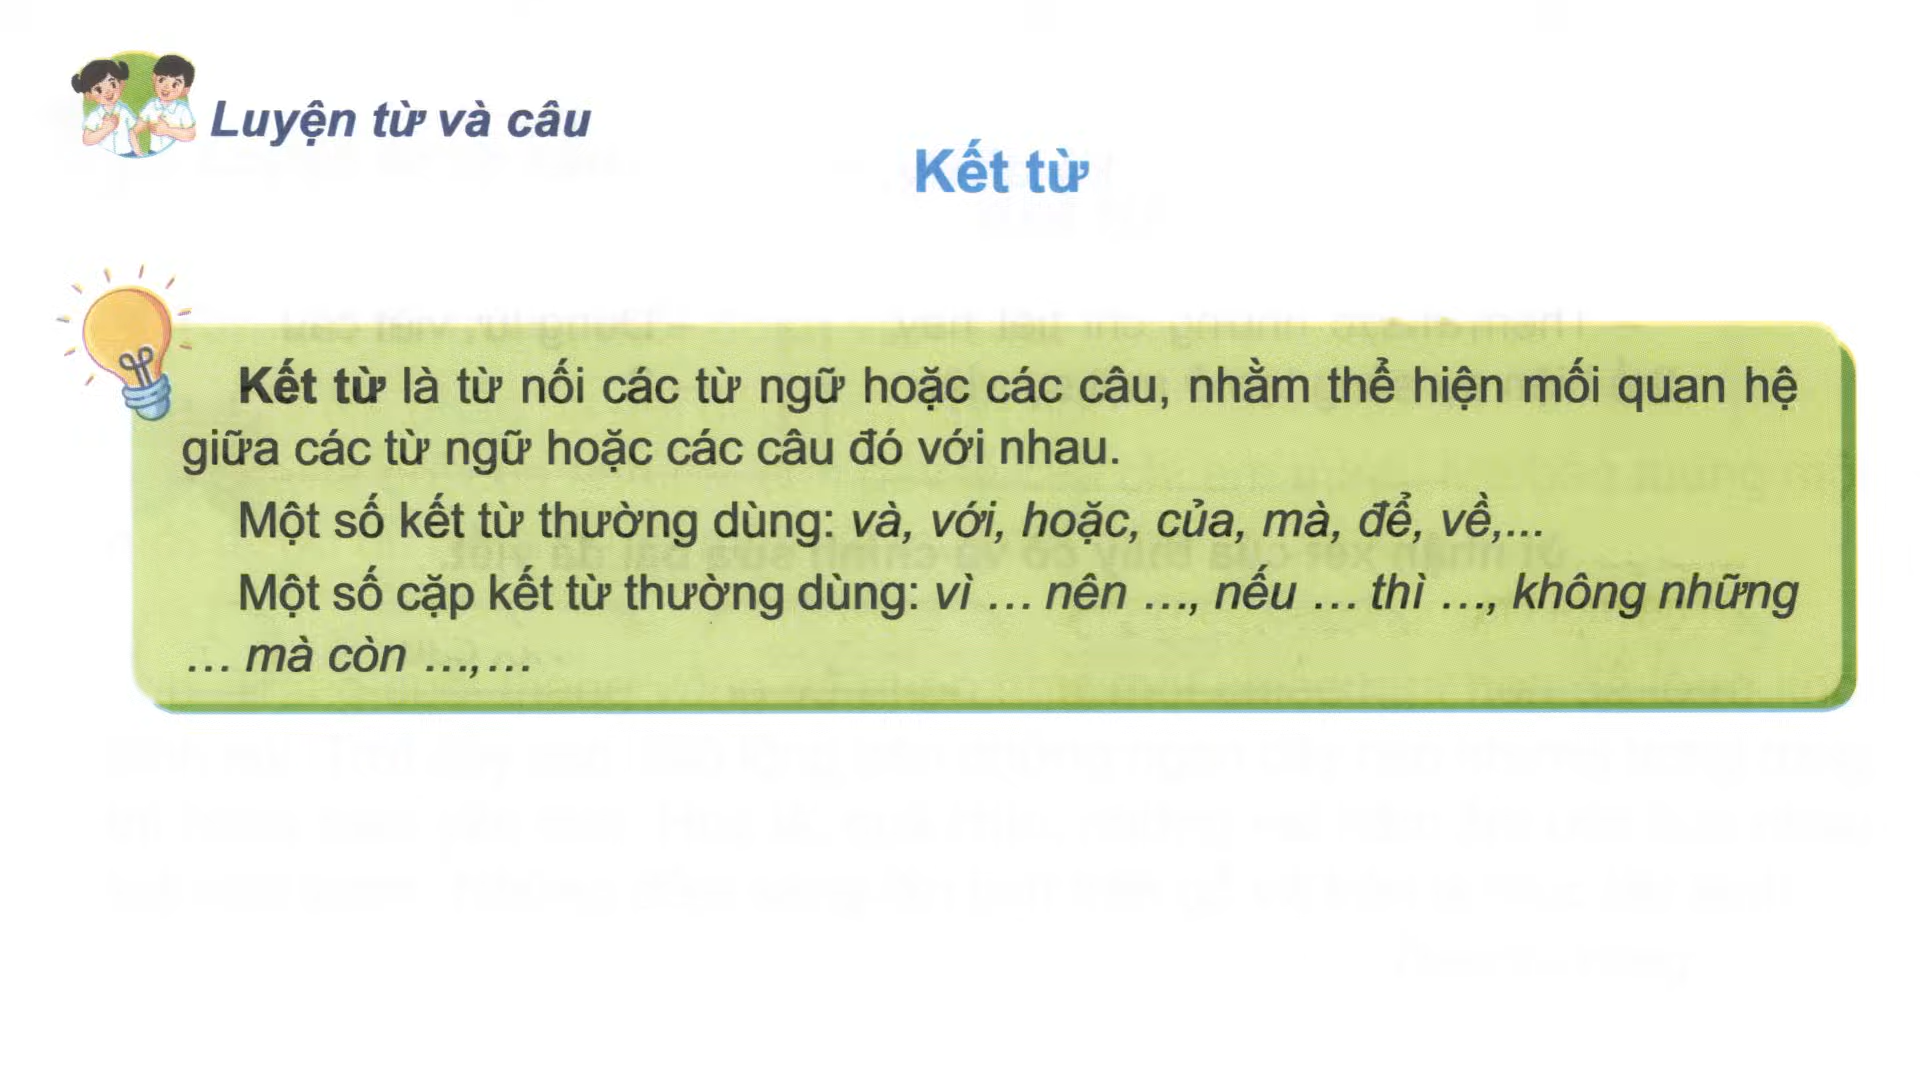 Luyện từ và câu
Kết từ
Kết từ là từ nối các từ ngữ hoặc các câu, nhằm thể hiện mối quan hệ
giữa các từ ngữ hoặc các câu đó với nhau.
Một số kết từ thường dùng: và, với, hoặc, của, mà, để, về,...
Một số cặp kết từ thường dùng: vì ... nên ..., nếu ... thì ..., không những
... mà còn ...,...